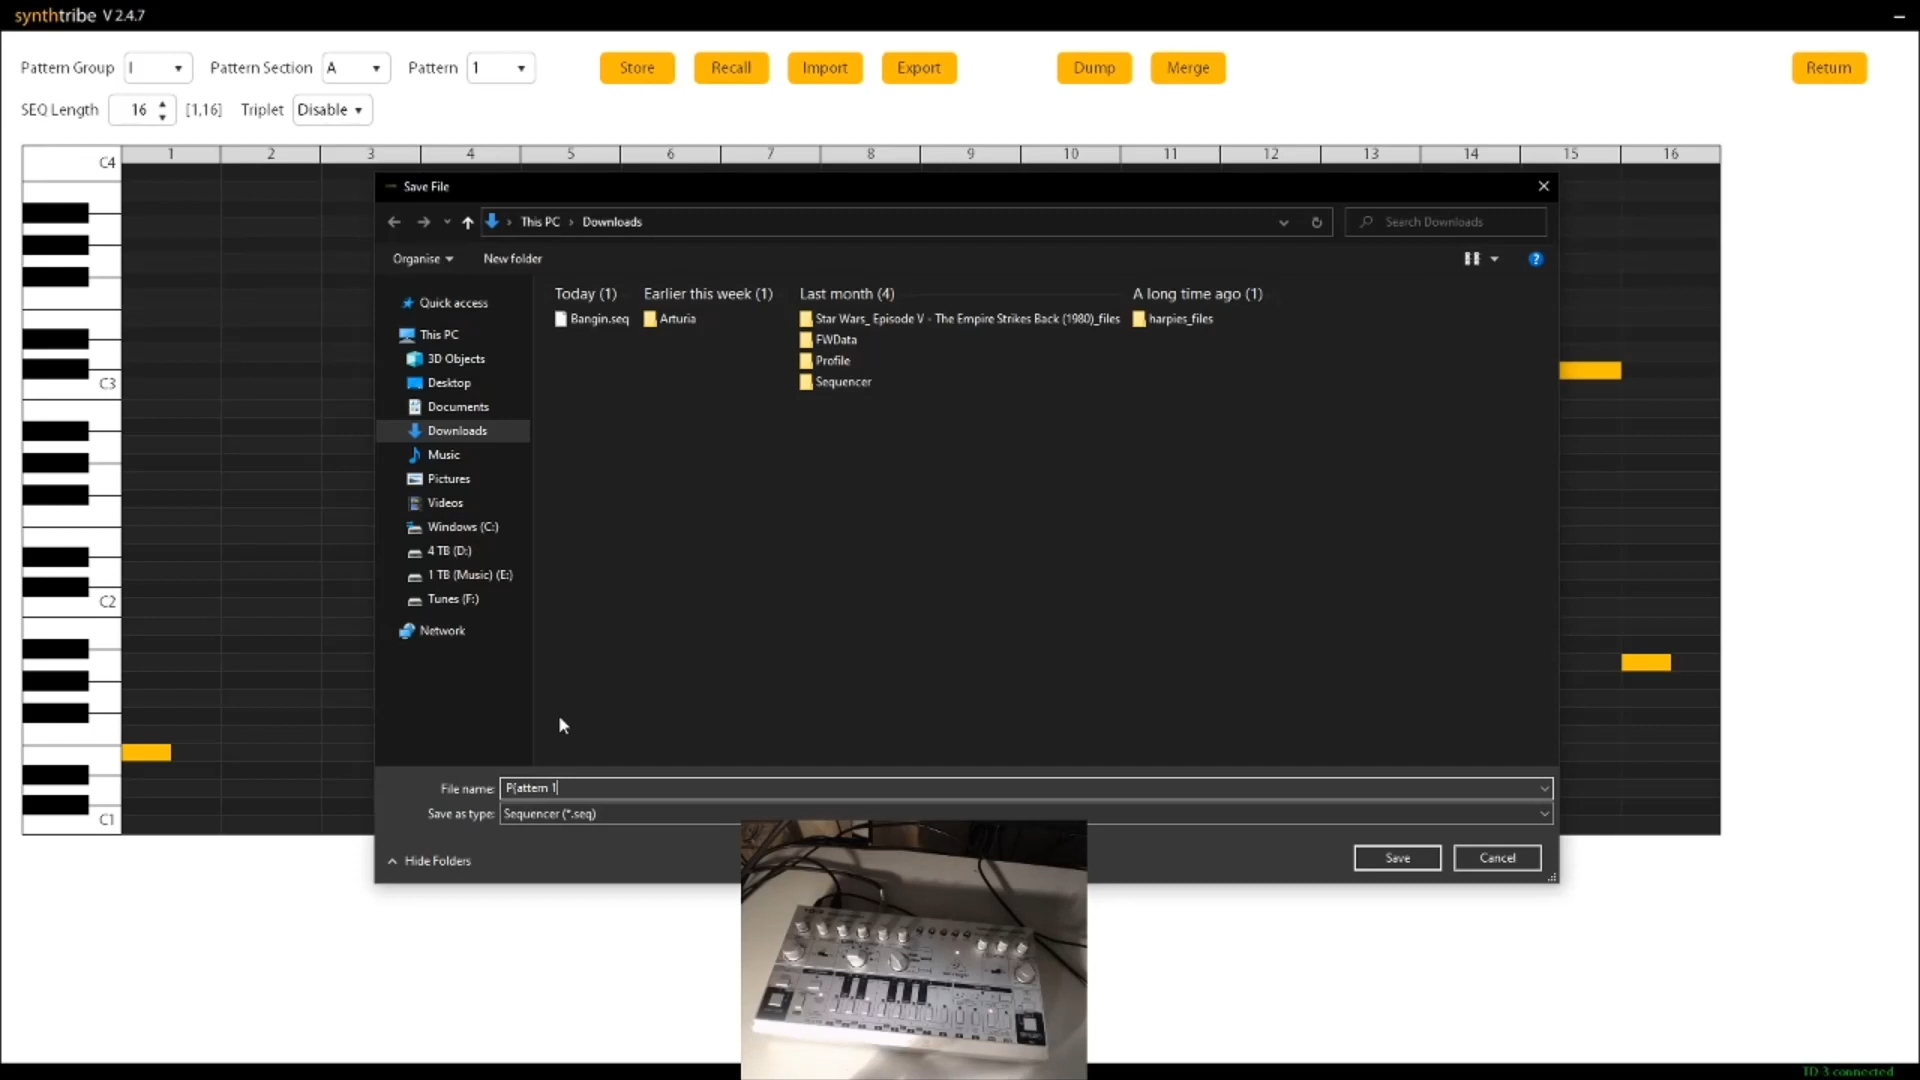 synthtribe V 2.4.7
Pattern Group I Pattern Section A Pattern 1 Store Recall Import Export Dump Merge Return
SEQ Length 16 [1,16] Triplet Disable
1 2 3 4 5 6 7 8 9 10 11 12 13 14 15 16
C4
C3
C2
C1
Save File
This PC › Downloads
Search Downloads
Organise New folder
Quick access
This PC
3D Objects
Desktop
Documents
Downloads
Music
Pictures
Videos
Windows (C:)
4 TB (D:)
1 TB (Music) (E:)
Tunes (F:)
Network
Today (1)
Bangin.seq
Earlier this week (1)
Arturia
Last month (4)
Star Wars_ Episode V - The Empire Strikes Back (1980)_files
FWData
Profile
Sequencer
A long time ago (1)
harpies_files
File name: P{attern 1
Save as type: Sequencer (*.seq)
Hide Folders
Save Cancel
TD-3 connected